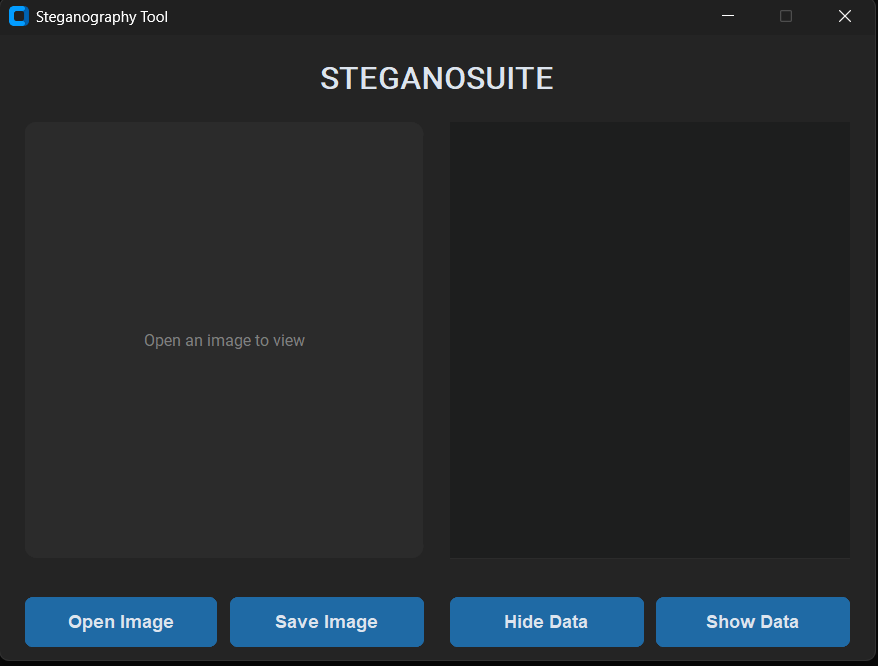 Steganography Tool
STEGANOSUITE
Open an image to view
Open Image
Save Image
Hide Data
Show Data